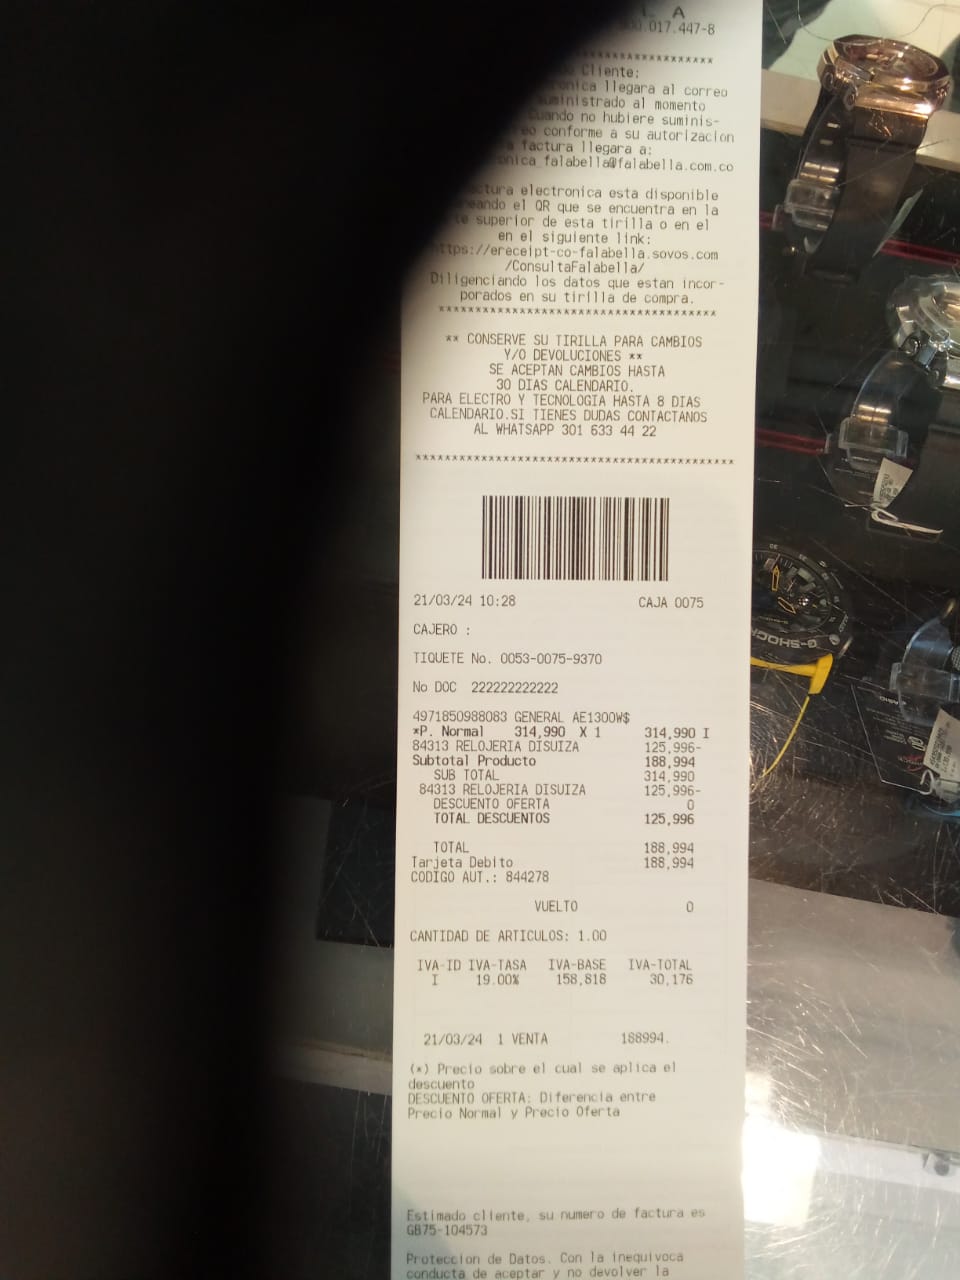 L A
.017.447-8
*************************
Cliente:
onica llegara al correo
suministrado al momento
cuando no hubiere suminis-
eo conforme a su autorizacion
a factura llegara a:
onica_falabella@falabella.com.co
ctura electronica esta disponible
eando el QR que se encuentra en la
te superior de esta tirilla o en el
en el siguiente link:
https://ereceipt-co-falabella.sovos.com
/ConsultaFalabella/
Diligenciando los datos que estan incor-
porados en su tirilla de compra.
**************************************
** CONSERVE SU TIRILLA PARA CAMBIOS
Y/O DEVOLUCIONES **
SE ACEPTAN CAMBIOS HASTA
30 DIAS CALENDARIO.
PARA ELECTRO Y TECNOLOGIA HASTA 8 DIAS
CALENDARIO.SI TIENES DUDAS CONTACTANOS
AL WHATSAPP 301 633 44 22
********************************************
21/03/24 10:28 CAJA 0075
CAJERO :
TIQUETE No. 0053-0075-9370
No DOC 222222222222
4971850988083 GENERAL AE1300W$
*P. Normal 314,990 X 1 314,990 I
84313 RELOJERIA DISUIZA 125,996-
Subtotal Producto 188,994
SUB TOTAL 314,990
84313 RELOJERIA DISUIZA 125,996-
DESCUENTO OFERTA 0
TOTAL DESCUENTOS 125,996
TOTAL 188,994
Tarjeta Debito 188,994
CODIGO AUT.: 844278
VUELTO 0
CANTIDAD DE ARTICULOS: 1.00
IVA-ID IVA-TASA IVA-BASE IVA-TOTAL
I 19.00% 158,818 30,176
21/03/24 1 VENTA 188994.
(*) Precio sobre el cual se aplica el
descuento
DESCUENTO OFERTA: Diferencia entre
Precio Normal y Precio Oferta
Estimado cliente, su numero de factura es
GB75-104573
Proteccion de Datos. Con la inequivoca
conducta de aceptar y no devolver la
G-SHOCK